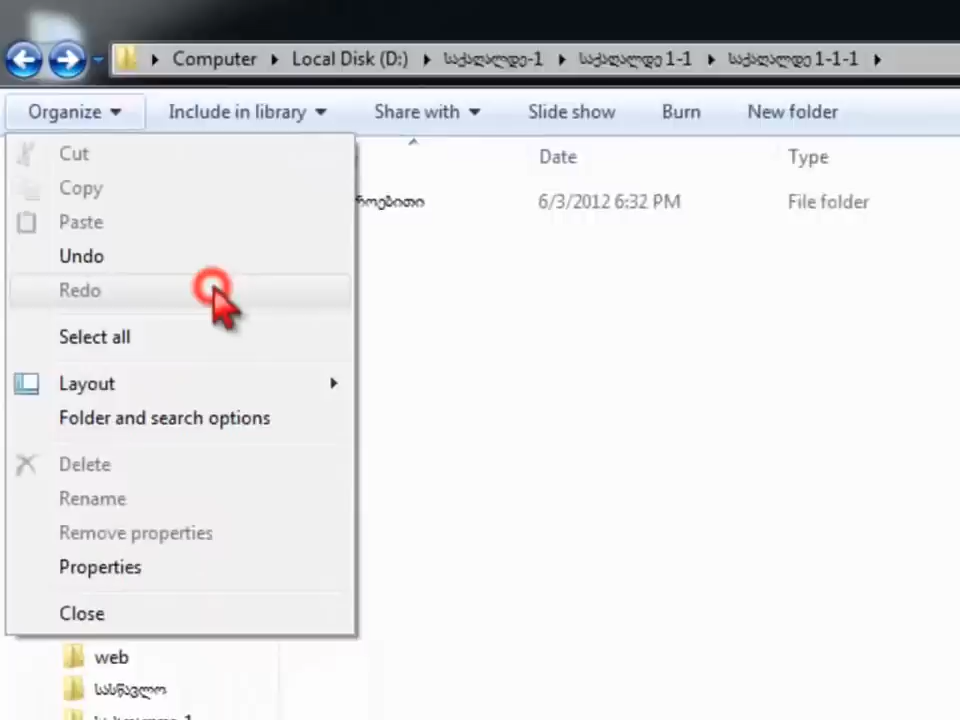 Computer Local Disk (D:) საქაღალდე-1 საქაღალდე 1-1 საქაღალდე 1-1-1
Organize Include in library Share with Slide show Burn New folder
Date Type
6/3/2012 6:32 PM File folder
Cut
Copy
Paste
Undo
Redo
Select all
Layout
Folder and search options
Delete
Rename
Remove properties
Properties
Close
web
სასწავლო